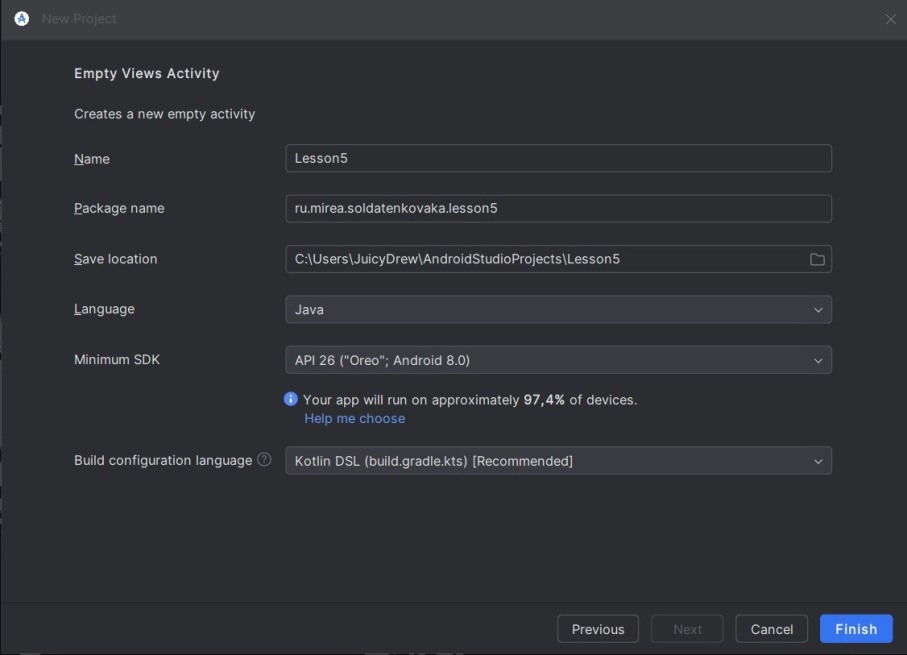 New Project
Empty Views Activity
Creates a new empty activity
Name
Lesson5
Package name
ru.mirea.soldatenkovaka.lesson5
Save location
C:\Users\JuicyDrew\AndroidStudioProjects\Lesson5
Language
Java
Minimum SDK
API 26 ("Oreo"; Android 8.0)
Your app will run on approximately 97,4% of devices.
Help me choose
Build configuration language
Kotlin DSL (build.gradle.kts) [Recommended]
Previous
Next
Cancel
Finish